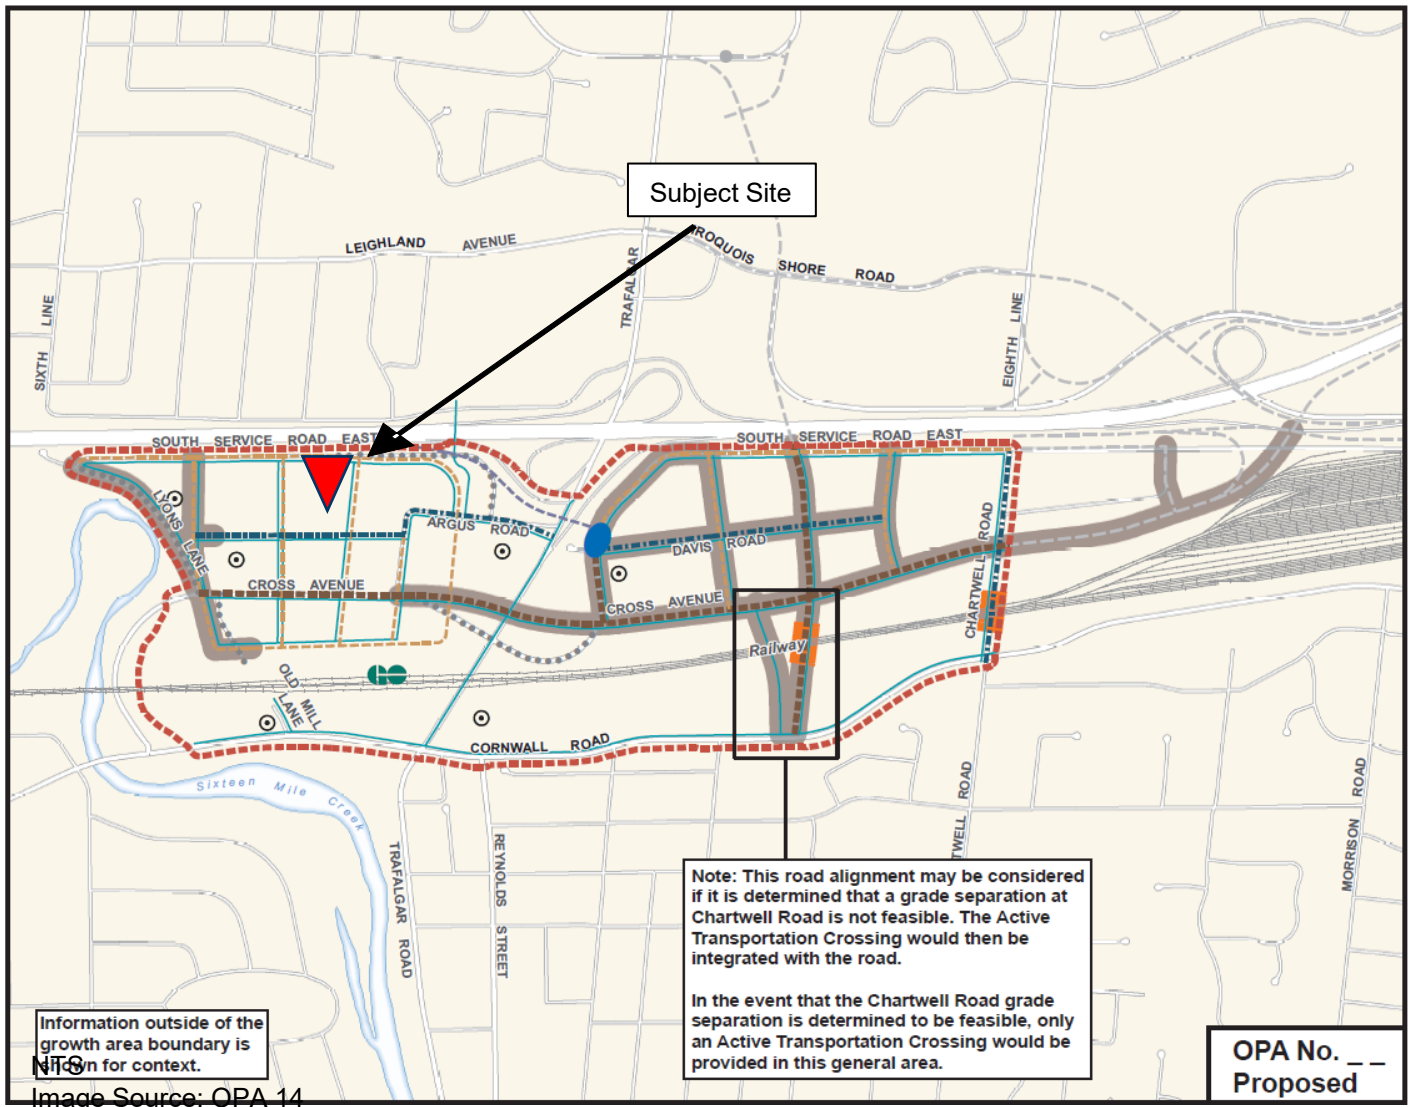 Subject Site
LEIGHLAND AVENUE
IROQUOIS SHORE ROAD
SIXTH LINE
TRAFALGAR
EIGHTH LINE
SOUTH SERVICE ROAD EAST
SOUTH SERVICE ROAD EAST
LYONS LANE
ARGUS ROAD
DAVIS ROAD
CHARTWELL ROAD
CROSS AVENUE
CROSS AVENUE
Railway
GO
OLD MILL LANE
CORNWALL ROAD
Sixteen Mile Creek
TRAFALGAR ROAD
REYNOLDS STREET
TWELL ROAD
MORRISON ROAD
Note: This road alignment may be considered
if it is determined that a grade separation at
Chartwell Road is not feasible. The Active
Transportation Crossing would then be
integrated with the road.
In the event that the Chartwell Road grade
separation is determined to be feasible, only
an Active Transportation Crossing would be
provided in this general area.
Information outside of the
growth area boundary is
shown for context.
NTS
Image Source: OPA 14
OPA No. _ _
Proposed